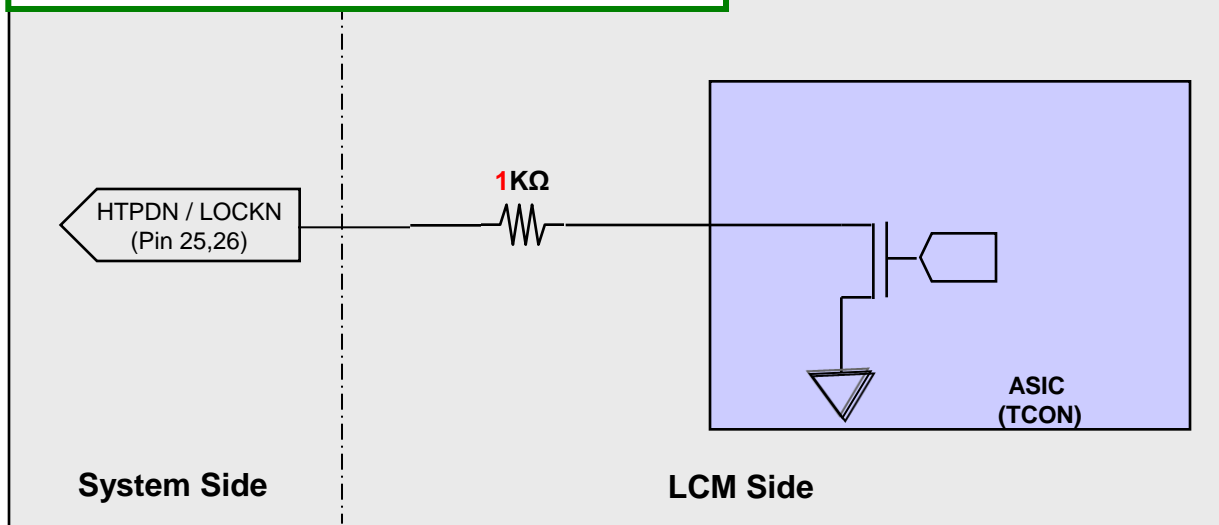 1KΩ
HTPDN / LOCKN
(Pin 25,26)
ASIC
(TCON)
System Side
LCM Side